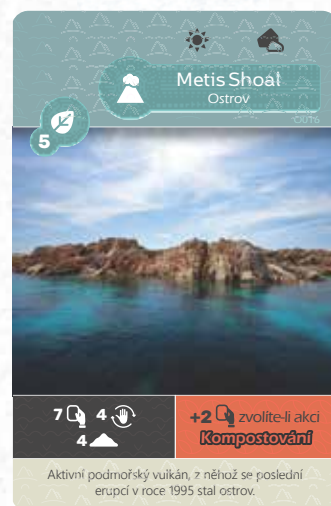 Metis Shoal
Ostrov
5
7 4
4
+2 zvolíte-li akci
Kompostování
Aktivní podmořský vulkán, z něhož se poslední
erupcí v roce 1995 stal ostrov.